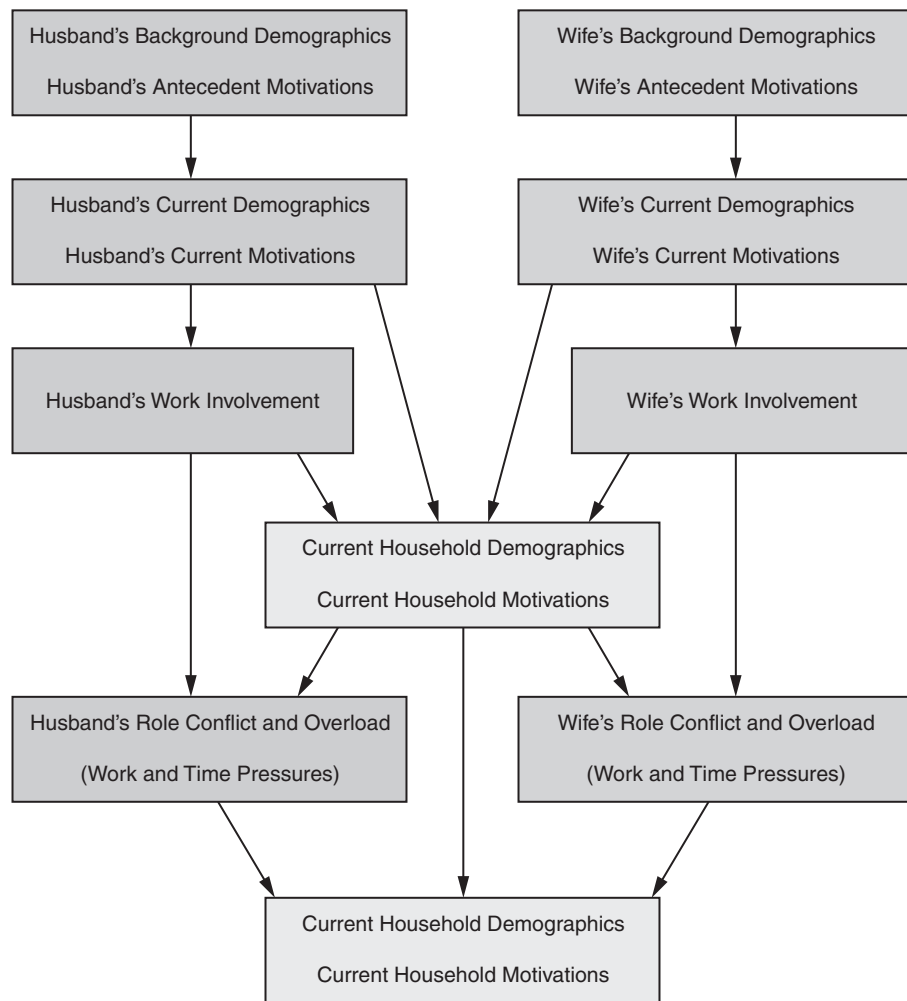 Husband's Background Demographics
Husband's Antecedent Motivations
Wife's Background Demographics
Wife's Antecedent Motivations
Husband's Current Demographics
Husband's Current Motivations
Wife's Current Demographics
Wife's Current Motivations
Husband's Work Involvement
Wife's Work Involvement
Current Household Demographics
Current Household Motivations
Husband's Role Conflict and Overload
(Work and Time Pressures)
Wife's Role Conflict and Overload
(Work and Time Pressures)
Current Household Demographics
Current Household Motivations